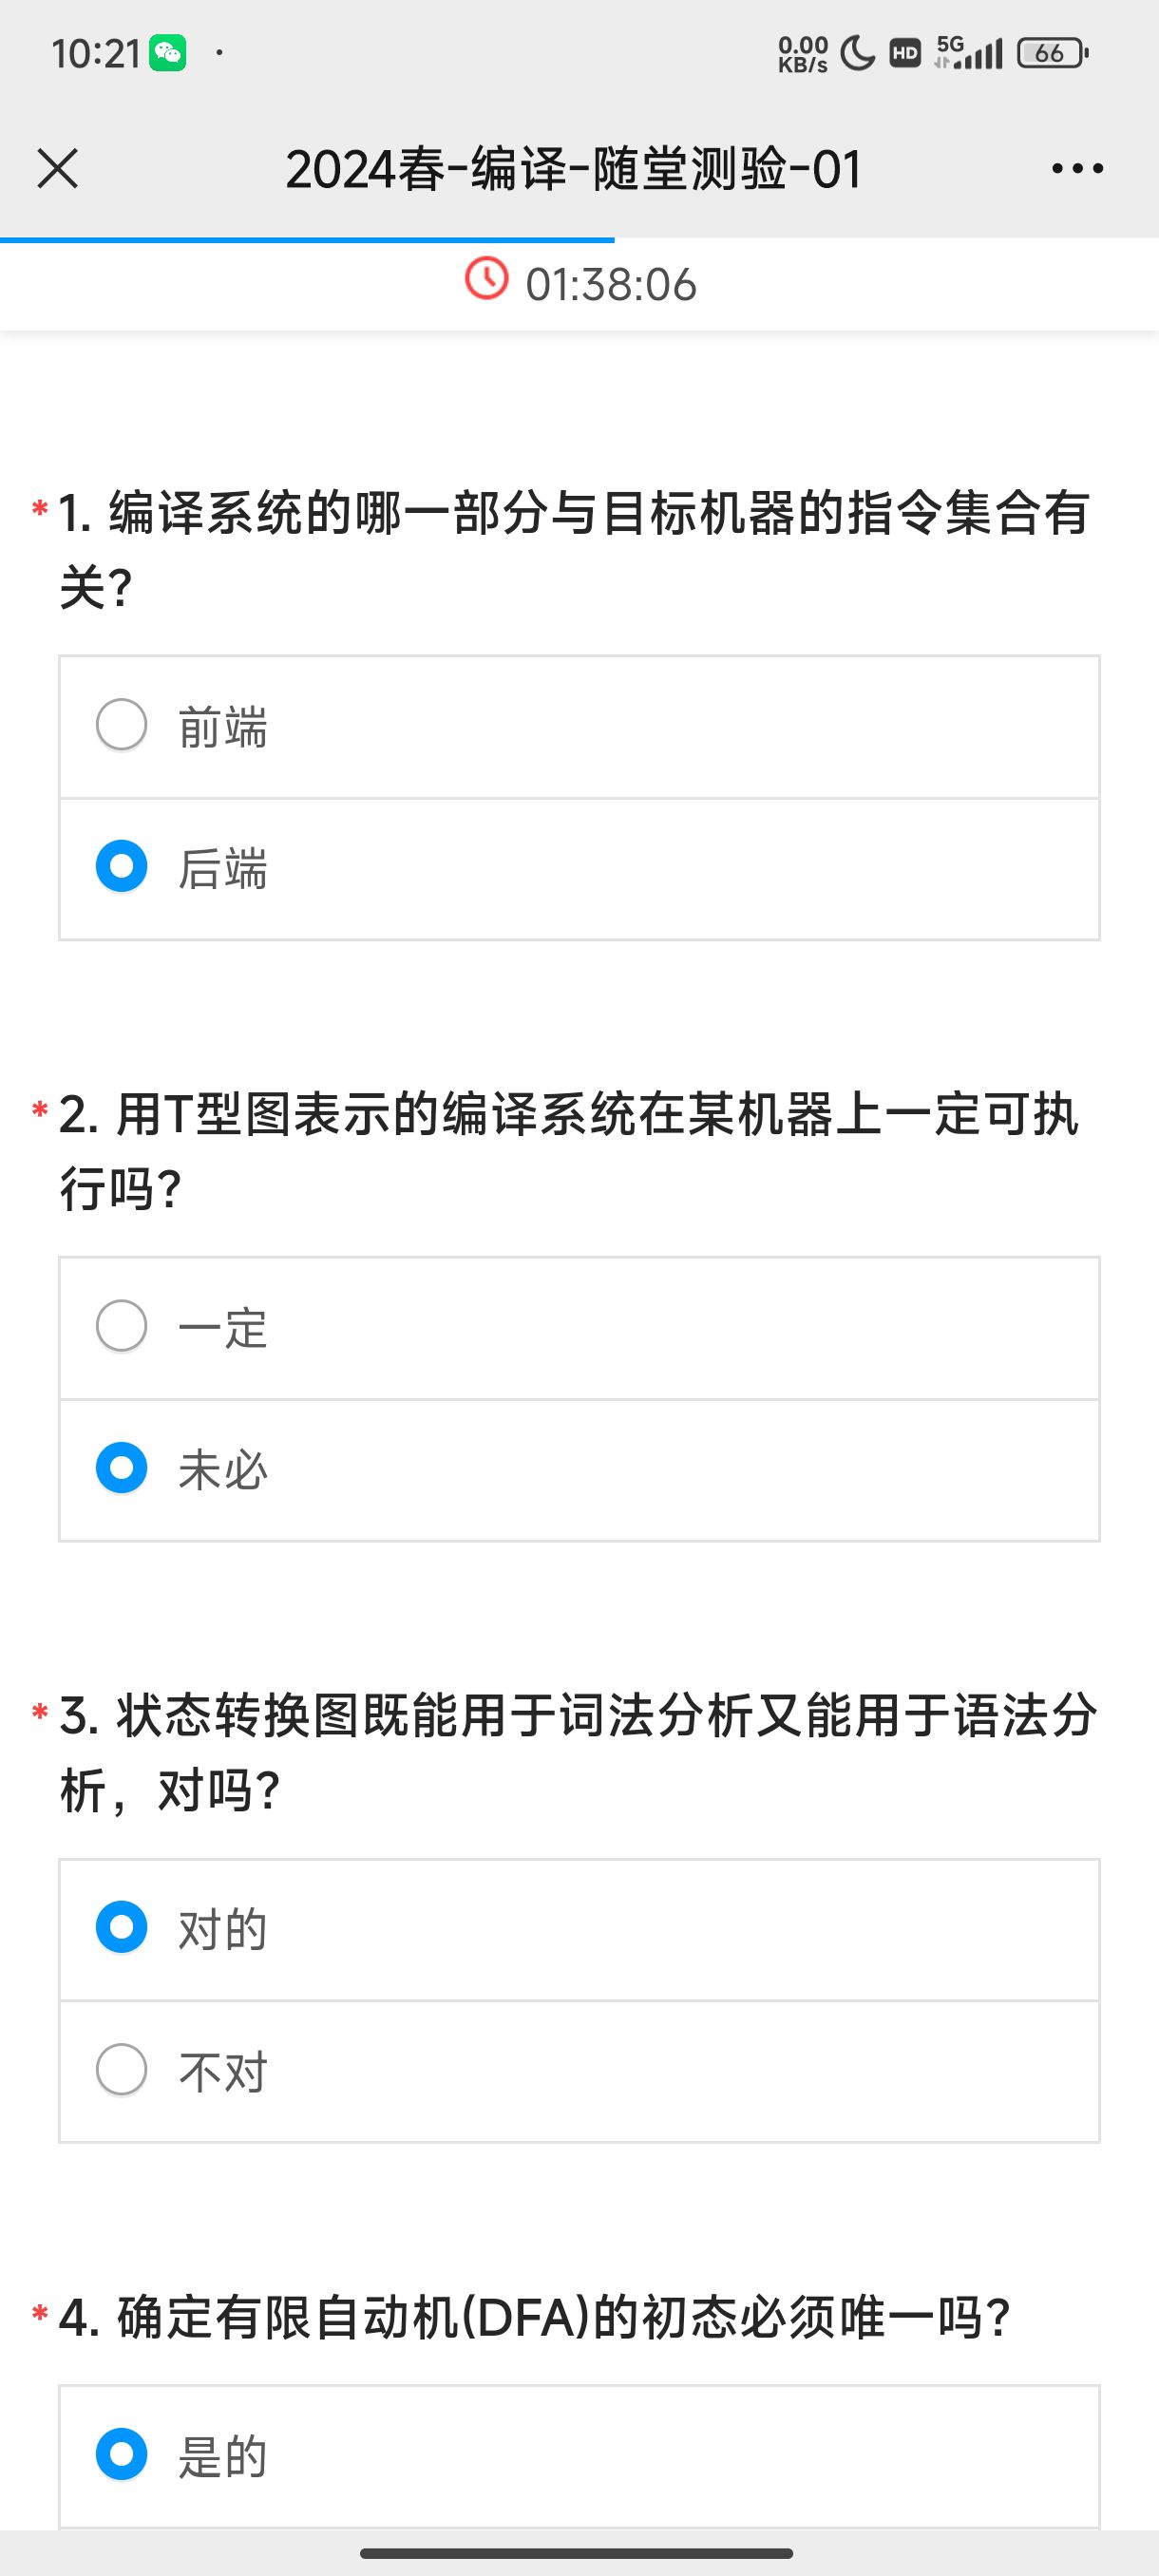 10:21
0.00
KB/s
HD
5G
66
2024春-编译-随堂测验-01
01:38:06
* 1. 编译系统的哪一部分与目标机器的指令集合有
关?
前端
后端
* 2. 用T型图表示的编译系统在某机器上一定可执
行吗?
一定
未必
* 3. 状态转换图既能用于词法分析又能用于语法分
析，对吗?
对的
不对
* 4. 确定有限自动机(DFA)的初态必须唯一吗?
是的